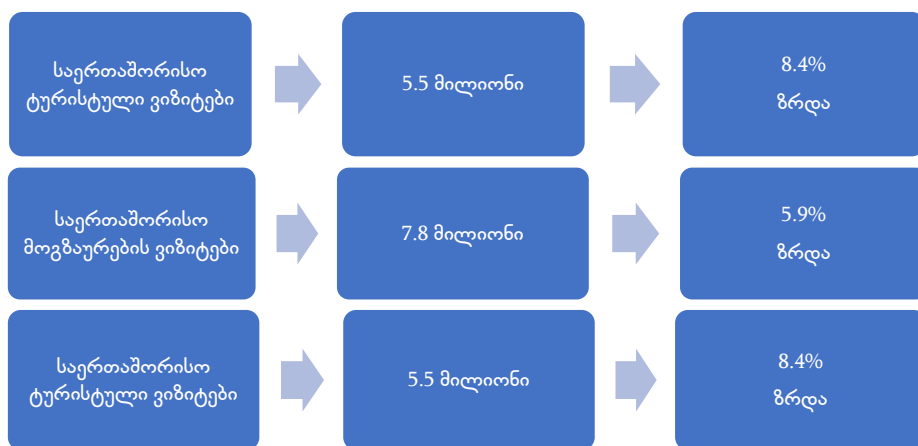 საერთაშორისო
ტურისტული ვიზიტები
5.5 მილიონი
8.4%
ზრდა
საერთაშორისო
მოგზაურების ვიზიტები
7.8 მილიონი
5.9%
ზრდა
საერთაშორისო
ტურისტული ვიზიტები
5.5 მილიონი
8.4%
ზრდა